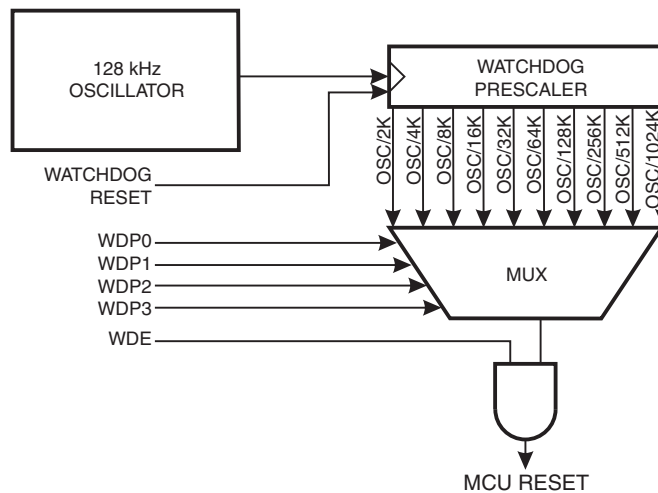 128 kHz
OSCILLATOR
WATCHDOG
PRESCALER
OSC/2K
OSC/4K
OSC/8K
OSC/16K
OSC/32K
OSC/64K
OSC/128K
OSC/256K
OSC/512K
OSC/1024K
WATCHDOG
RESET
WDP0
WDP1
WDP2
WDP3
WDE
MUX
MCU RESET